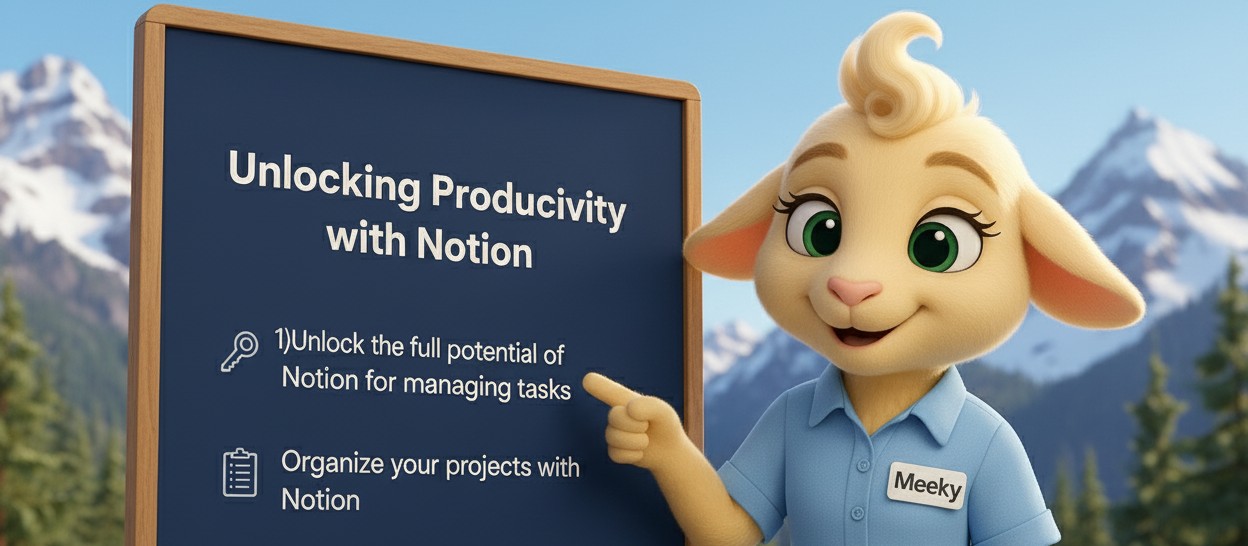 Unlocking Producivity
with Notion
1)Unlock the full potential of
Notion for managing tasks
Organize your projects with
Notion
Meeky